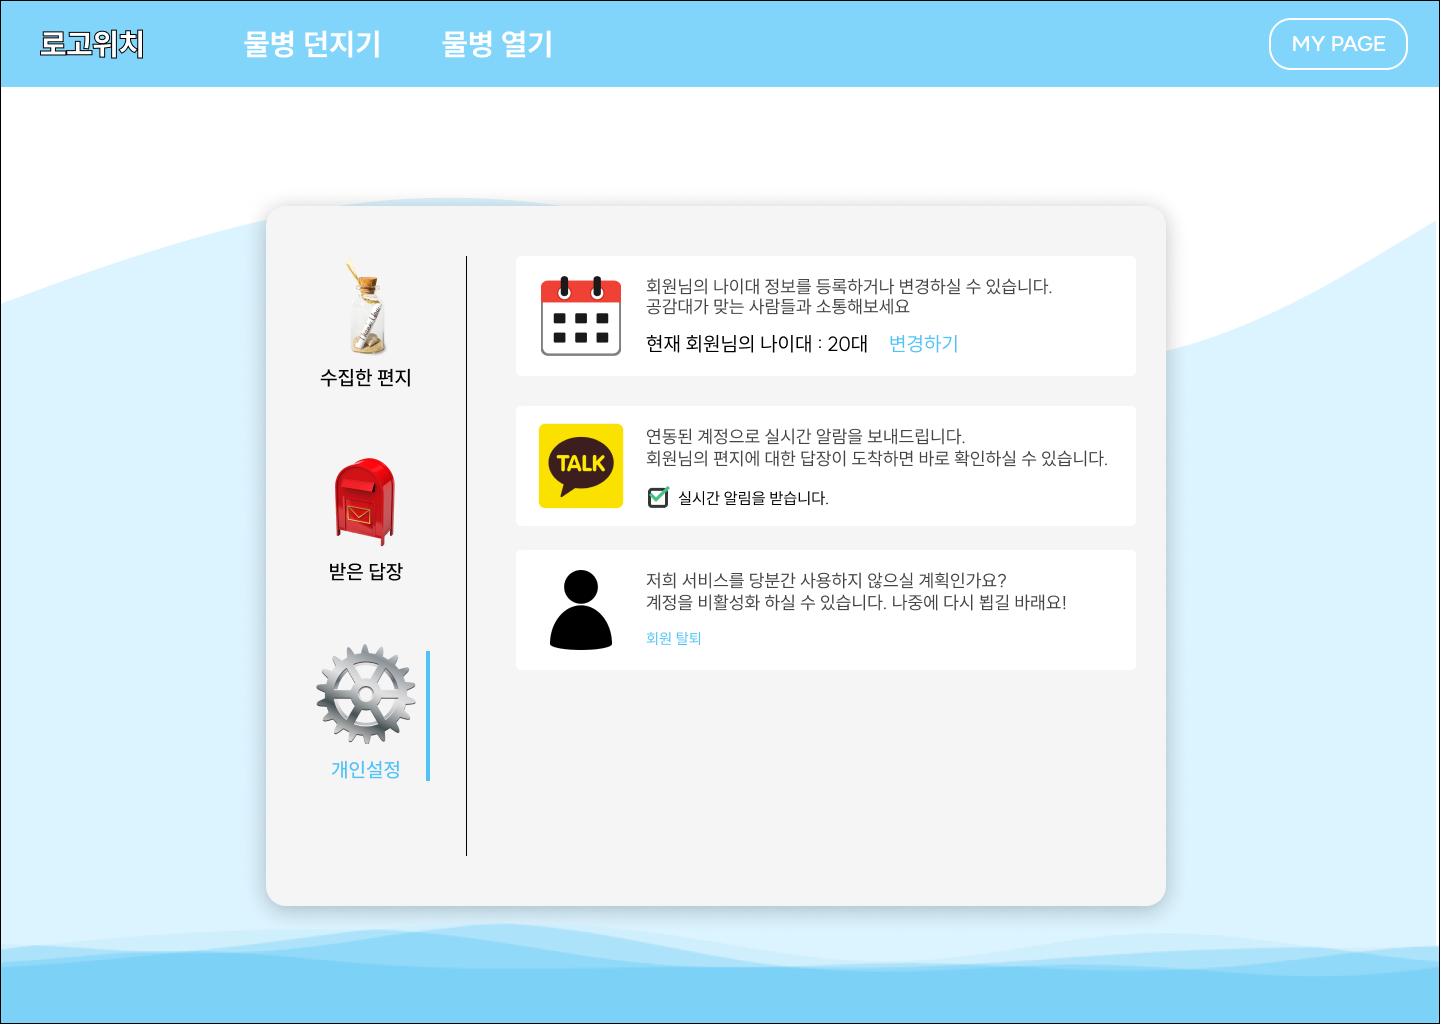 로고위치
물병 던지기
물병 열기
MY PAGE
수집한 편지
받은 답장
개인설정
회원님의 나이대 정보를 등록하거나 변경하실 수 있습니다.
공감대가 맞는 사람들과 소통해보세요
현재 회원님의 나이대 : 20대 변경하기
TALK
연동된 계정으로 실시간 알람을 보내드립니다.
회원님의 편지에 대한 답장이 도착하면 바로 확인하실 수 있습니다.
실시간 알림을 받습니다.
저희 서비스를 당분간 사용하지 않으실 계획인가요?
계정을 비활성화 하실 수 있습니다. 나중에 다시 뵙길 바래요!
회원 탈퇴